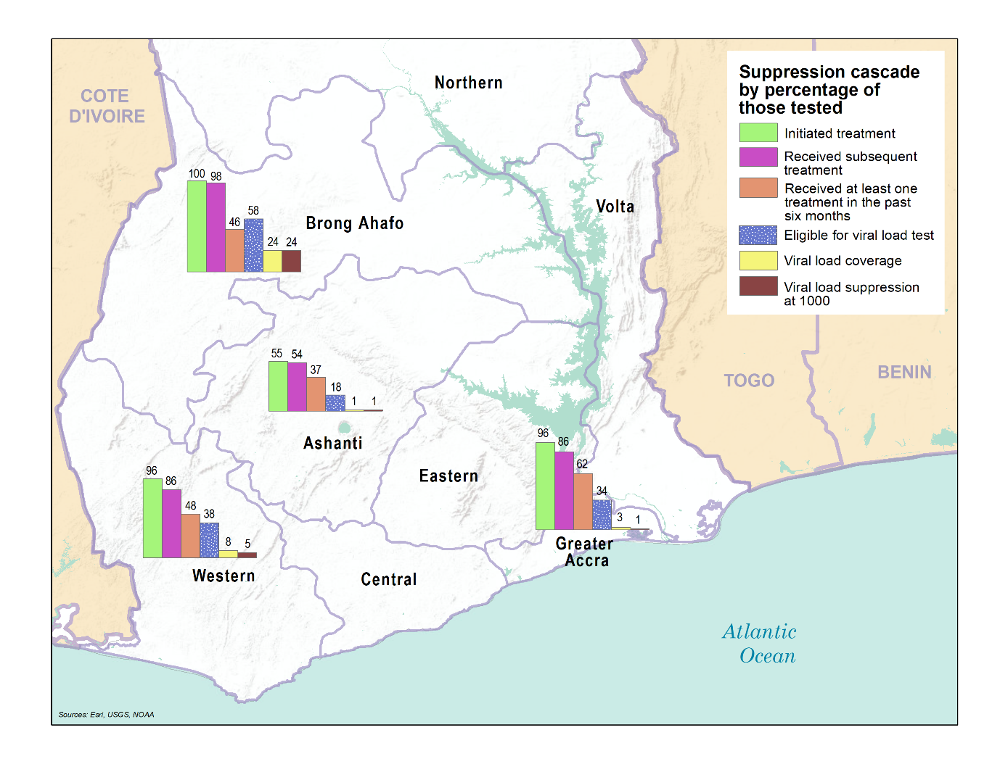 Northern
COTE
D'IVOIRE
Suppression cascade
by percentage of
those tested
Initiated treatment
Received subsequent
treatment
Received at least one
treatment in the past
six months
Eligible for viral load test
Viral load coverage
Viral load suppression
at 1000
100 98 46 58 24 24
Brong Ahafo
Volta
55 54 37 18 1 1
Ashanti
TOGO
BENIN
96 86 62 34 3 1
Greater
Accra
Eastern
96 86 48 38 8 5
Western
Central
Atlantic
Ocean
Sources: Esri, USGS, NOAA